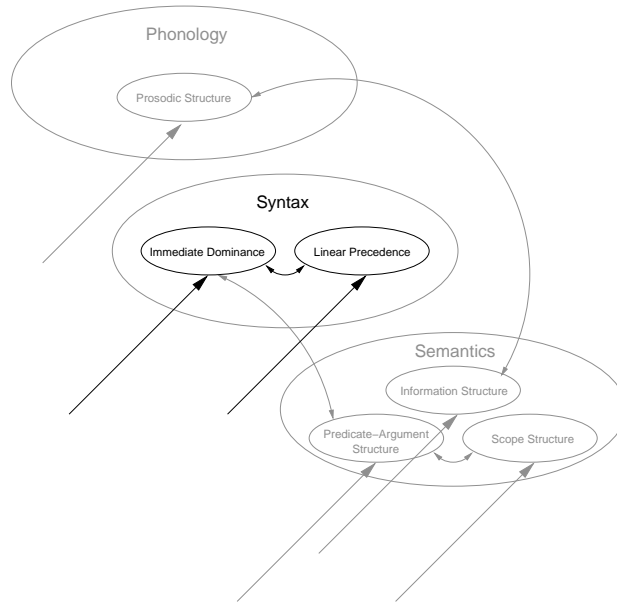 Phonology
Prosodic Structure
Syntax
Immediate Dominance
Linear Precedence
Semantics
Information Structure
Predicate–Argument
Structure
Scope Structure